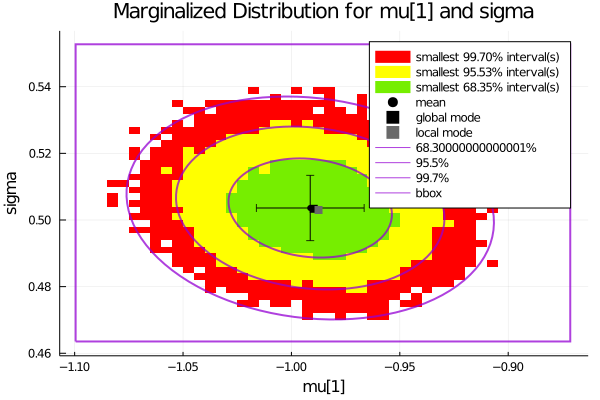 Marginalized Distribution for mu[1] and sigma
smallest 99.70% interval(s)
smallest 95.53% interval(s)
smallest 68.35% interval(s)
mean
global mode
local mode
68.30000000000001%
95.5%
99.7%
bbox
sigma
0.54
0.52
0.50
0.48
0.46
−1.10
−1.05
−1.00
−0.95
−0.90
mu[1]